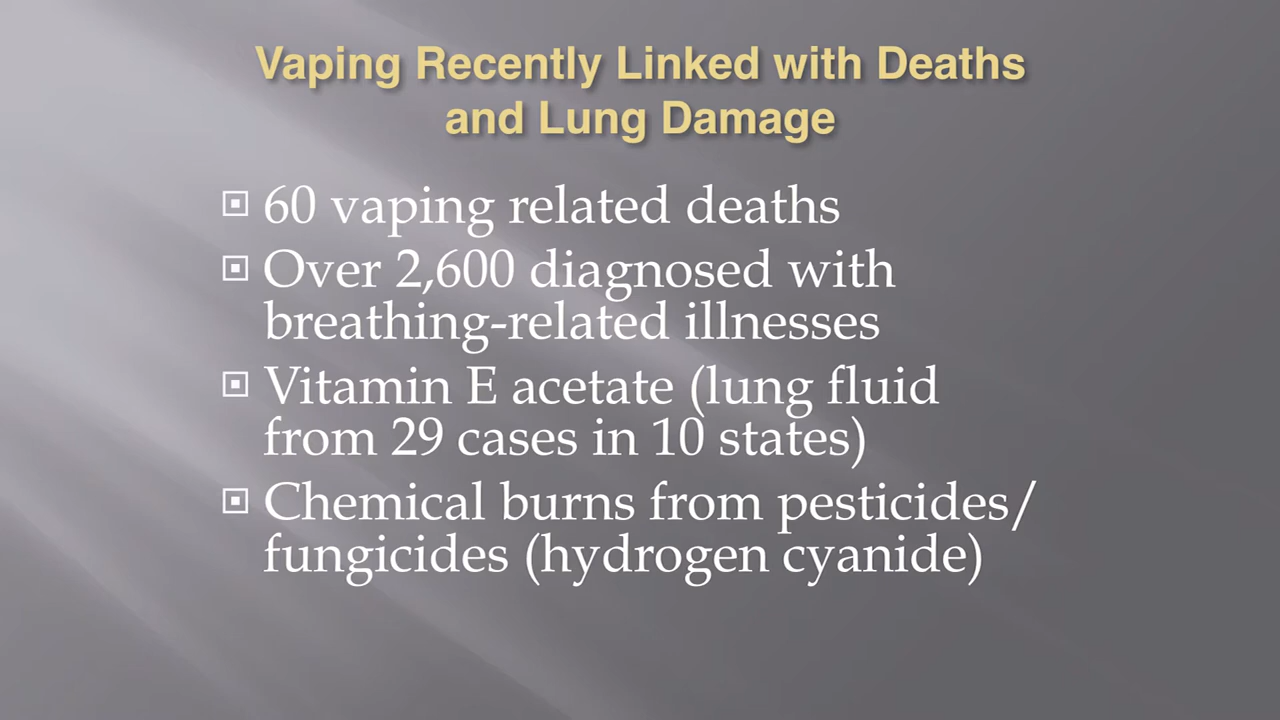 Vaping Recently Linked with Deaths
and Lung Damage
60 vaping related deaths
Over 2,600 diagnosed with
breathing-related illnesses
Vitamin E acetate (lung fluid
from 29 cases in 10 states)
Chemical burns from pesticides/
fungicides (hydrogen cyanide)